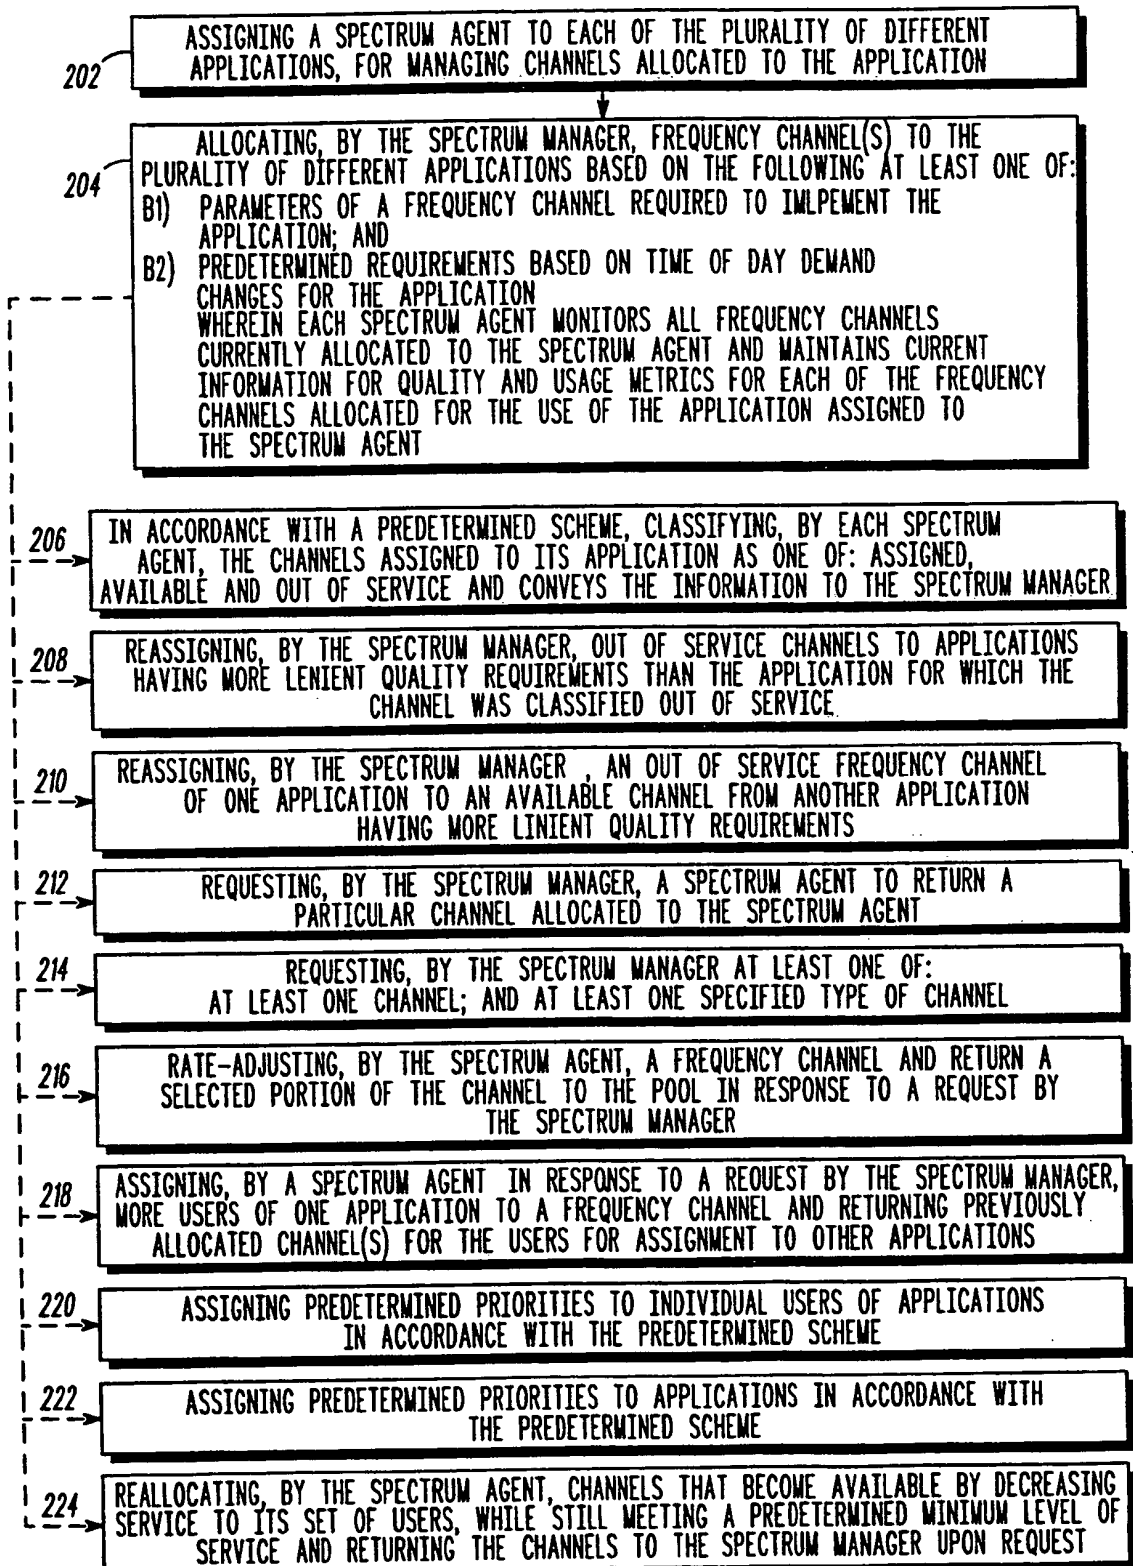 ASSIGNING A SPECTRUM AGENT TO EACH OF THE PLURALITY OF DIFFERENT
APPLICATIONS, FOR MANAGING CHANNELS ALLOCATED TO THE APPLICATION
202
ALLOCATING, BY THE SPECTRUM MANAGER, FREQUENCY CHANNEL(S) TO THE
PLURALITY OF DIFFERENT APPLICATIONS BASED ON THE FOLLOWING AT LEAST ONE OF:
204
B1) PARAMETERS OF A FREQUENCY CHANNEL REQUIRED TO IMLPEMENT THE
APPLICATION; AND
B2) PREDETERMINED REQUIREMENTS BASED ON TIME OF DAY DEMAND
CHANGES FOR THE APPLICATION
WHEREIN EACH SPECTRUM AGENT MONITORS ALL FREQUENCY CHANNELS
CURRENTLY ALLOCATED TO THE SPECTRUM AGENT AND MAINTAINS CURRENT
INFORMATION FOR QUALITY AND USAGE METRICS FOR EACH OF THE FREQUENCY
CHANNELS ALLOCATED FOR THE USE OF THE APPLICATION ASSIGNED TO
THE SPECTRUM AGENT
206
IN ACCORDANCE WITH A PREDETERMINED SCHEME, CLASSIFYING, BY EACH SPECTRUM
AGENT, THE CHANNELS ASSIGNED TO ITS APPLICATION AS ONE OF: ASSIGNED,
AVAILABLE AND OUT OF SERVICE AND CONVEYS THE INFORMATION TO THE SPECTRUM MANAGER
208
REASSIGNING, BY THE SPECTRUM MANAGER, OUT OF SERVICE CHANNELS TO APPLICATIONS
HAVING MORE LENIENT QUALITY REQUIREMENTS THAN THE APPLICATION FOR WHICH THE
CHANNEL WAS CLASSIFIED OUT OF SERVICE
210
REASSIGNING, BY THE SPECTRUM MANAGER , AN OUT OF SERVICE FREQUENCY CHANNEL
OF ONE APPLICATION TO AN AVAILABLE CHANNEL FROM ANOTHER APPLICATION
HAVING MORE LINIENT QUALITY REQUIREMENTS
212
REQUESTING, BY THE SPECTRUM MANAGER, A SPECTRUM AGENT TO RETURN A
PARTICULAR CHANNEL ALLOCATED TO THE SPECTRUM AGENT
214
REQUESTING, BY THE SPECTRUM MANAGER AT LEAST ONE OF:
AT LEAST ONE CHANNEL; AND AT LEAST ONE SPECIFIED TYPE OF CHANNEL
216
RATE-ADJUSTING, BY THE SPECTRUM AGENT, A FREQUENCY CHANNEL AND RETURN A
SELECTED PORTION OF THE CHANNEL TO THE POOL IN RESPONSE TO A REQUEST BY
THE SPECTRUM MANAGER
218
ASSIGNING, BY A SPECTRUM AGENT IN RESPONSE TO A REQUEST BY THE SPECTRUM MANAGER,
MORE USERS OF ONE APPLICATION TO A FREQUENCY CHANNEL AND RETURNING PREVIOUSLY
ALLOCATED CHANNEL(S) FOR THE USERS FOR ASSIGNMENT TO OTHER APPLICATIONS
220
ASSIGNING PREDETERMINED PRIORITIES TO INDIVIDUAL USERS OF APPLICATIONS
IN ACCORDANCE WITH THE PREDETERMINED SCHEME
222
ASSIGNING PREDETERMINED PRIORITIES TO APPLICATIONS IN ACCORDANCE WITH
THE PREDETERMINED SCHEME
224
REALLOCATING, BY THE SPECTRUM AGENT, CHANNELS THAT BECOME AVAILABLE BY DECREASING
SERVICE TO ITS SET OF USERS, WHILE STILL MEETING A PREDETERMINED MINIMUM LEVEL OF
SERVICE AND RETURNING THE CHANNELS TO THE SPECTRUM MANAGER UPON REQUEST